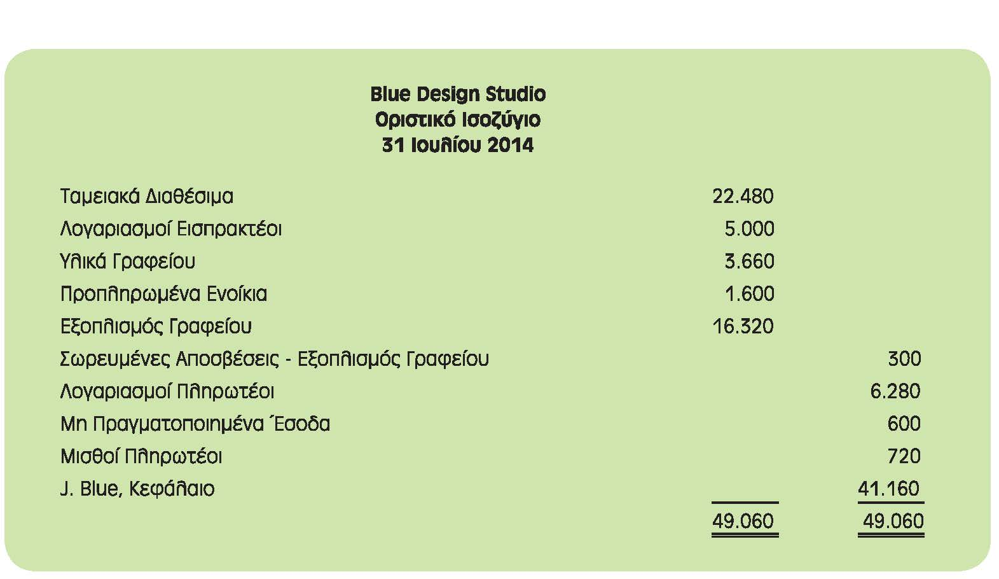 Blue Design Studio
Οριστικό Ισοζύγιο
31 Ιουλίου 2014
Ταμειακά Διαθέσιμα 22.480
Λογαριασμοί Εισπρακτέοι 5.000
Υλικά Γραφείου 3.660
Προπληρωμένα Ενοίκια 1.600
Εξοπλισμός Γραφείου 16.320
Σωρευμένες Αποσβέσεις - Εξοπλισμός Γραφείου 300
Λογαριασμοί Πληρωτέοι 6.280
Μη Πραγματοποιημένα Έσοδα 600
Μισθοί Πληρωτέοι 720
J. Blue, Κεφάλαιο 41.160
49.060 49.060